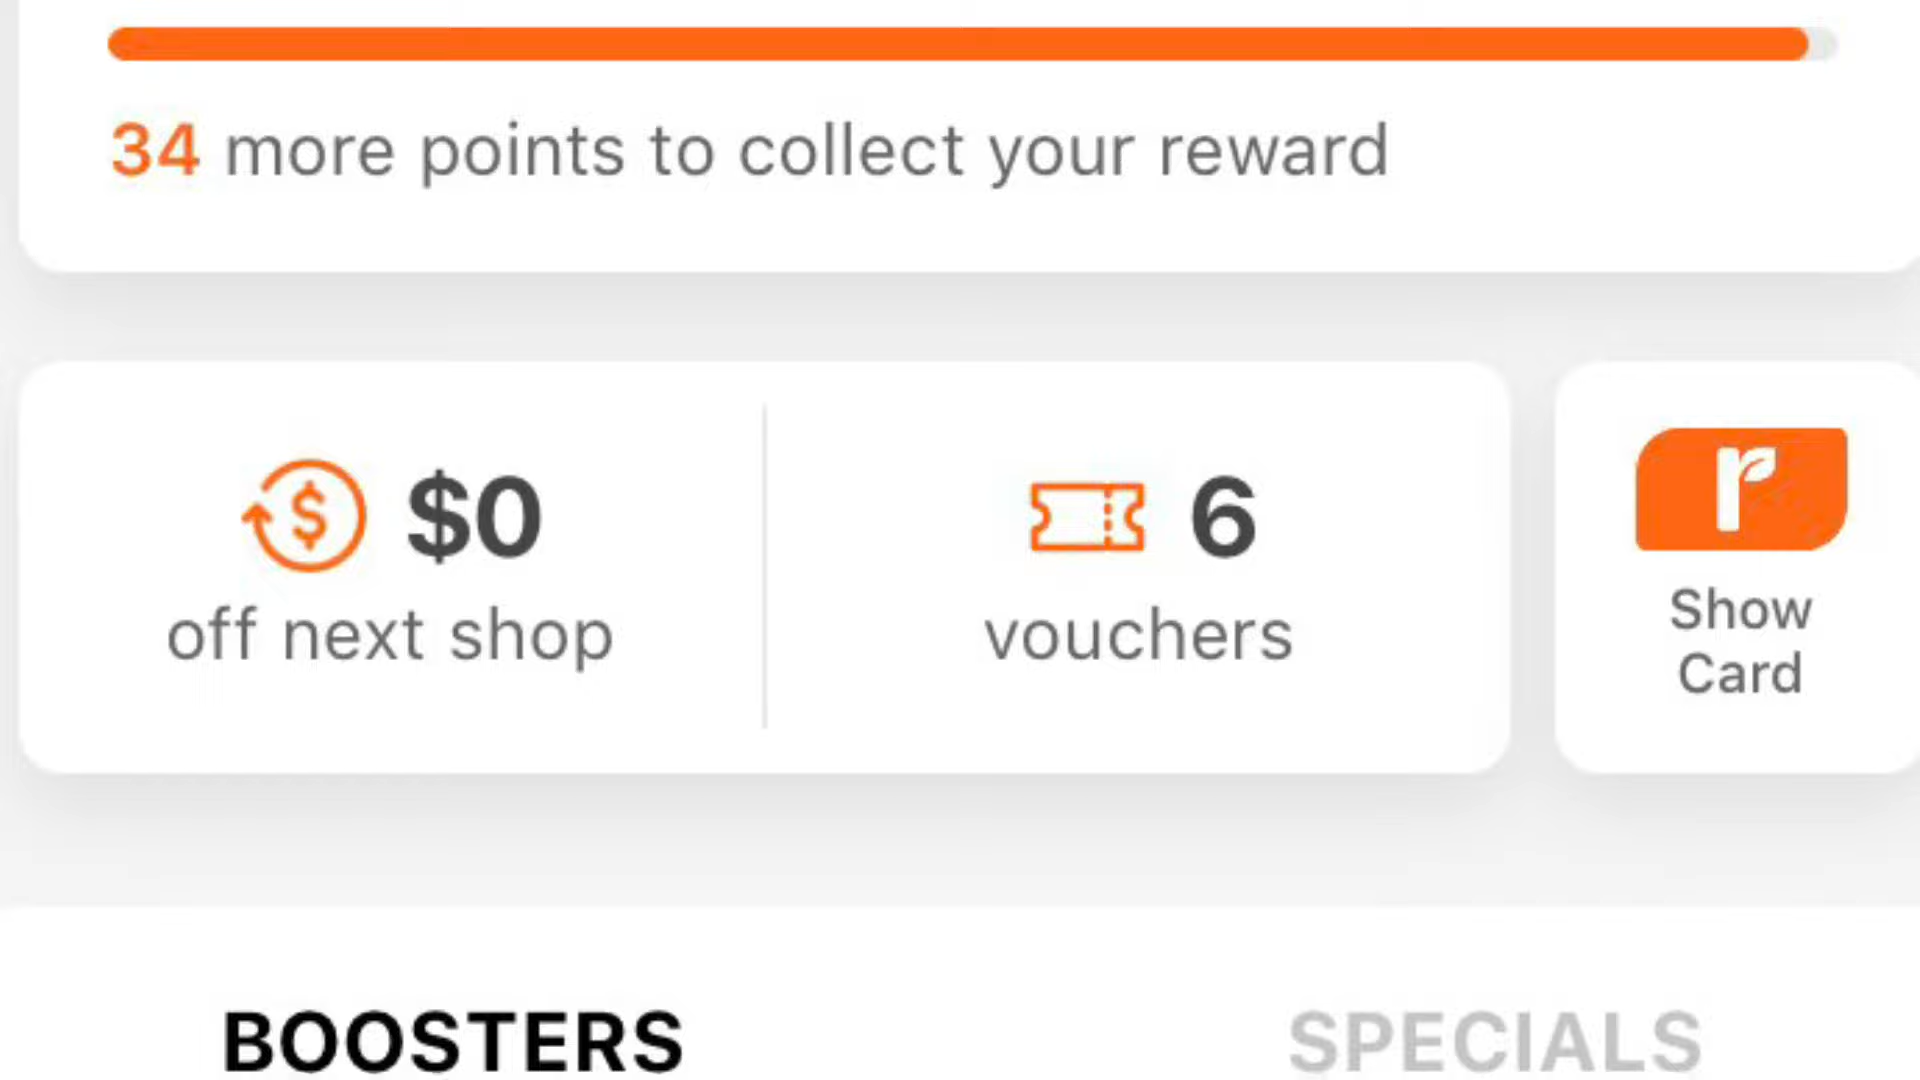 34 more points to collect your reward
$0
off next shop
6
vouchers
r
Show
Card
BOOSTERS
SPECIALS